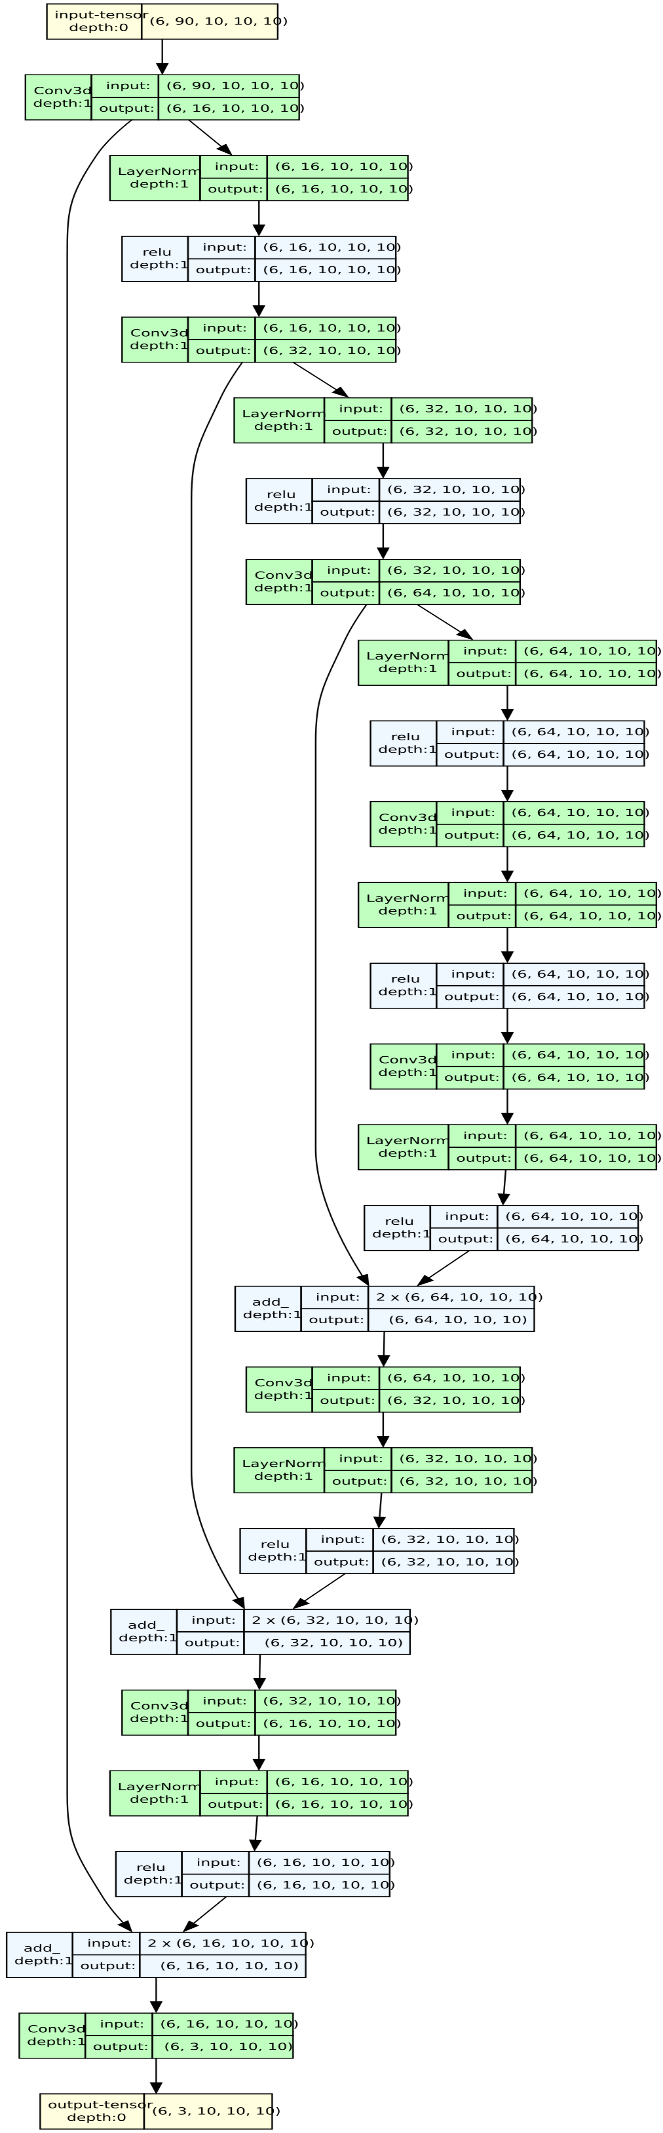 input-tensor
depth:0
(6, 90, 10, 10, 10)
Conv3d
depth:1
input: (6, 90, 10, 10, 10)
output: (6, 16, 10, 10, 10)
LayerNorm
depth:1
input: (6, 16, 10, 10, 10)
output: (6, 16, 10, 10, 10)
relu
depth:1
input: (6, 16, 10, 10, 10)
output: (6, 16, 10, 10, 10)
Conv3d
depth:1
input: (6, 16, 10, 10, 10)
output: (6, 32, 10, 10, 10)
LayerNorm
depth:1
input: (6, 32, 10, 10, 10)
output: (6, 32, 10, 10, 10)
relu
depth:1
input: (6, 32, 10, 10, 10)
output: (6, 32, 10, 10, 10)
Conv3d
depth:1
input: (6, 32, 10, 10, 10)
output: (6, 64, 10, 10, 10)
LayerNorm
depth:1
input: (6, 64, 10, 10, 10)
output: (6, 64, 10, 10, 10)
relu
depth:1
input: (6, 64, 10, 10, 10)
output: (6, 64, 10, 10, 10)
Conv3d
depth:1
input: (6, 64, 10, 10, 10)
output: (6, 64, 10, 10, 10)
LayerNorm
depth:1
input: (6, 64, 10, 10, 10)
output: (6, 64, 10, 10, 10)
relu
depth:1
input: (6, 64, 10, 10, 10)
output: (6, 64, 10, 10, 10)
Conv3d
depth:1
input: (6, 64, 10, 10, 10)
output: (6, 64, 10, 10, 10)
LayerNorm
depth:1
input: (6, 64, 10, 10, 10)
output: (6, 64, 10, 10, 10)
relu
depth:1
input: (6, 64, 10, 10, 10)
output: (6, 64, 10, 10, 10)
add_
depth:1
input: 2 x (6, 64, 10, 10, 10)
output: (6, 64, 10, 10, 10)
Conv3d
depth:1
input: (6, 64, 10, 10, 10)
output: (6, 32, 10, 10, 10)
LayerNorm
depth:1
input: (6, 32, 10, 10, 10)
output: (6, 32, 10, 10, 10)
relu
depth:1
input: (6, 32, 10, 10, 10)
output: (6, 32, 10, 10, 10)
add_
depth:1
input: 2 x (6, 32, 10, 10, 10)
output: (6, 32, 10, 10, 10)
Conv3d
depth:1
input: (6, 32, 10, 10, 10)
output: (6, 16, 10, 10, 10)
LayerNorm
depth:1
input: (6, 16, 10, 10, 10)
output: (6, 16, 10, 10, 10)
relu
depth:1
input: (6, 16, 10, 10, 10)
output: (6, 16, 10, 10, 10)
add_
depth:1
input: 2 x (6, 16, 10, 10, 10)
output: (6, 16, 10, 10, 10)
Conv3d
depth:1
input: (6, 16, 10, 10, 10)
output: (6, 3, 10, 10, 10)
output-tensor
depth:0
(6, 3, 10, 10, 10)